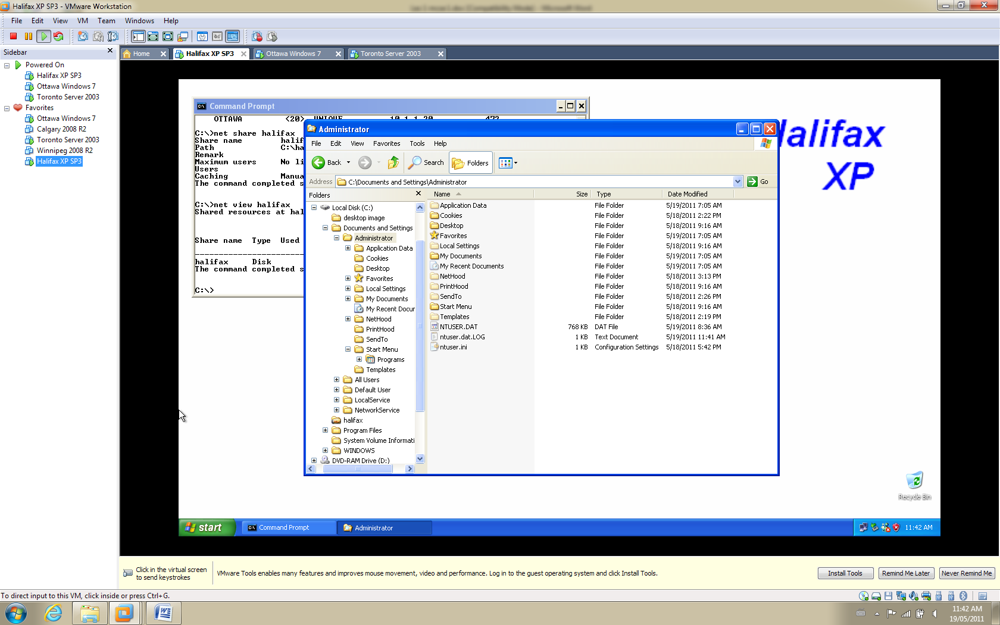 Halifax XP SP3 - VMware Workstation
File Edit View VM Team Windows Help
Sidebar
Powered On
Halifax XP SP3
Ottawa Windows 7
Toronto Server 2003
Favorites
Ottawa Windows 7
Calgary 2008 R2
Toronto Server 2003
Winnipeg 2008 R2
Halifax XP SP3
Home
Halifax XP SP3
Ottawa Windows 7
Toronto Server 2003
Command Prompt
OTTAWA <20> UNIQUE 10.1.1.20 472
C:\>net share halifax
Share name halif
Path C:\ha
Remark
Maximum users No li
Users
Caching Manua
The command completed s
C:\>net view halifax
Shared resources at hal
Share name Type Used
halifax Disk
The command completed s
C:\>
Halifax
XP
Administrator
File Edit View Favorites Tools Help
Back Search Folders
Address C:\Documents and Settings\Administrator Go
Folders
Local Disk (C:)
desktop image
Documents and Settings
Administrator
Application Data
Cookies
Desktop
Favorites
Local Settings
My Documents
My Recent Docur
NetHood
PrintHood
SendTo
Start Menu
Programs
Templates
All Users
Default User
LocalService
NetworkService
halifax
Program Files
System Volume Informati
WINDOWS
DVD-RAM Drive (D:)
Name Size Type Date Modified
Application Data File Folder 5/19/2011 7:05 AM
Cookies File Folder 5/18/2011 2:22 PM
Desktop File Folder 5/18/2011 9:16 AM
Favorites File Folder 5/19/2011 7:05 AM
Local Settings File Folder 5/18/2011 9:16 AM
My Documents File Folder 5/19/2011 7:05 AM
My Recent Documents File Folder 5/19/2011 7:05 AM
NetHood File Folder 5/18/2011 3:13 PM
PrintHood File Folder 5/18/2011 9:16 AM
SendTo File Folder 5/18/2011 2:26 PM
Start Menu File Folder 5/18/2011 9:16 AM
Templates File Folder 5/18/2011 2:19 PM
NTUSER.DAT 768 KB DAT File 5/19/2011 8:36 AM
ntuser.dat.LOG 1 KB Text Document 5/19/2011 11:41 AM
ntuser.ini 1 KB Configuration Settings 5/18/2011 5:42 PM
Recycle Bin
start
Command Prompt
Administrator
11:42 AM
Click in the virtual screen
to send keystrokes
VMware Tools enables many features and improves mouse movement, video and performance. Log in to the guest operating system and click Install Tools.
Install Tools
Remind Me Later
Never Remind Me
To direct input to this VM, click inside or press Ctrl+G.
11:42 AM
19/05/2011